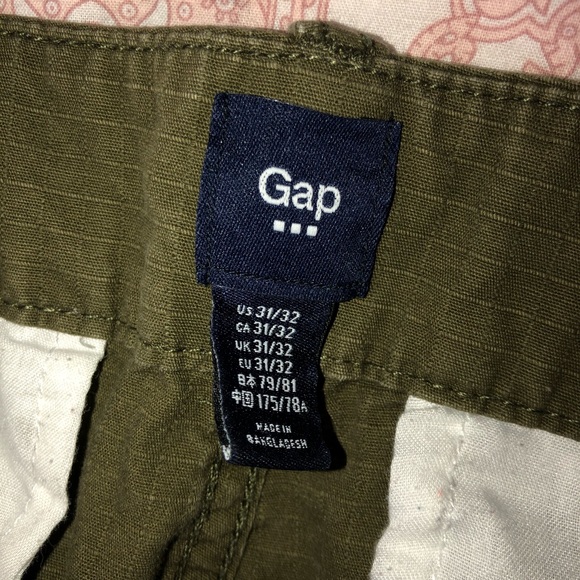 Gap
US 31/32
CA 31/32
UK 31/32
EU 31/32
日本 79/81
中国 175/78A
MADE IN
BANGLADESH